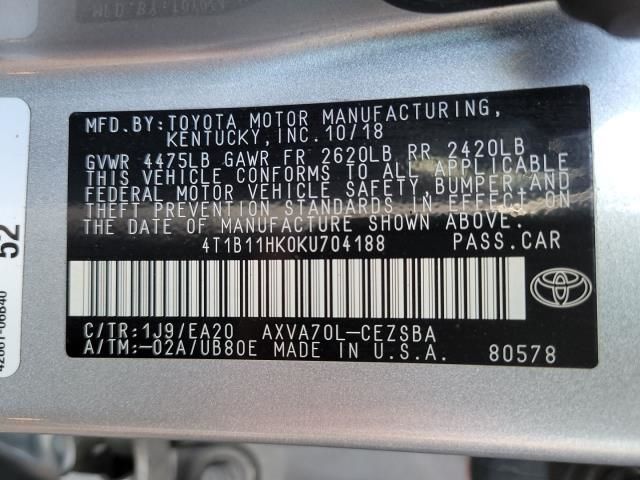 MFD.BY:TOYOTA MOTOR MANUFACTURING,
KENTUCKY, INC.10/18
GVWR 4475LB GAWR FR 2620LB RR 2420LB
THIS VEHICLE CONFORMS TO ALL APPLICABLE
FEDERAL MOTOR VEHICLE SAFETY, BUMPER, AND
THEFT PREVENTION STANDARDS IN EFFECT ON
THE DATE OF MANUFACTURE SHOWN ABOVE.
4T1B11HK0KU704188 PASS.CAR
C/TR:1J9/EA20 AXVA70L-CEZSBA
A/TM:-02A/UB80E MADE IN U.S.A. 80578
52
42661-06B40